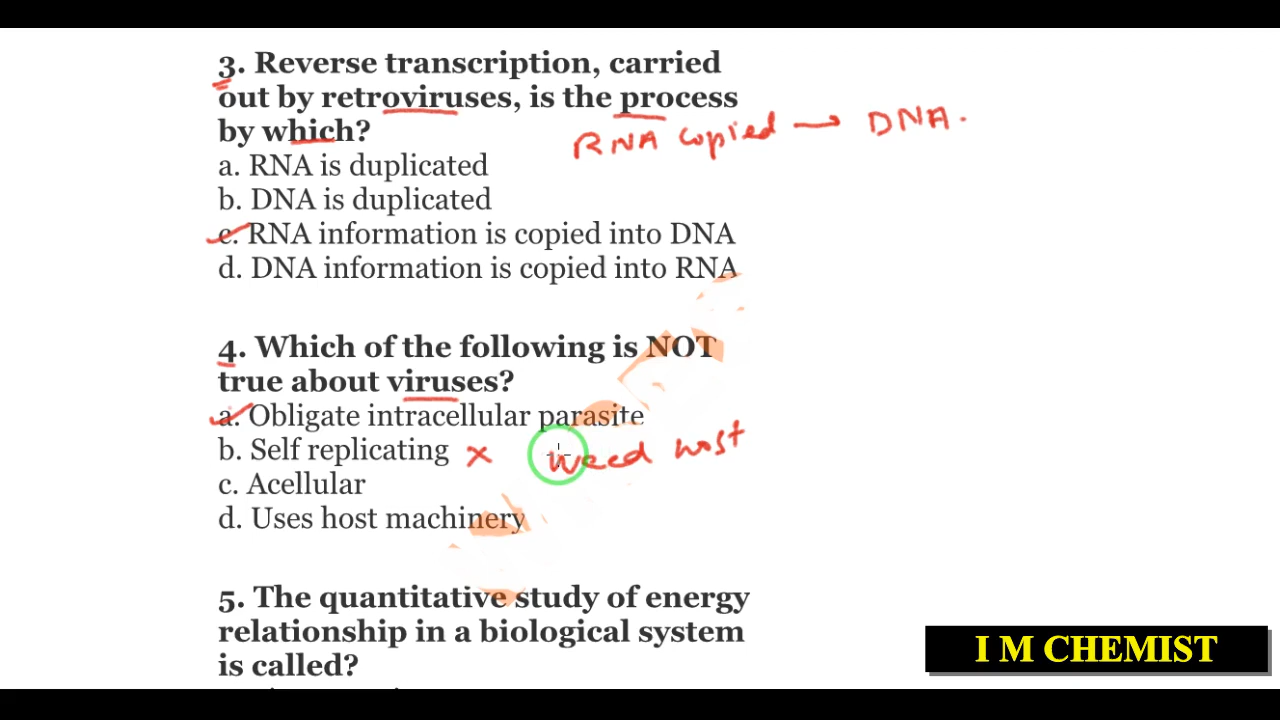 3. Reverse transcription, carried
out by retroviruses, is the process
by which?
RNA copied → DNA.
a. RNA is duplicated
b. DNA is duplicated
c. RNA information is copied into DNA
d. DNA information is copied into RNA
4. Which of the following is NOT
true about viruses?
a. Obligate intracellular parasite
b. Self replicating × need host
c. Acellular
d. Uses host machinery
5. The quantitative study of energy
relationship in a biological system
is called?
I M CHEMIST